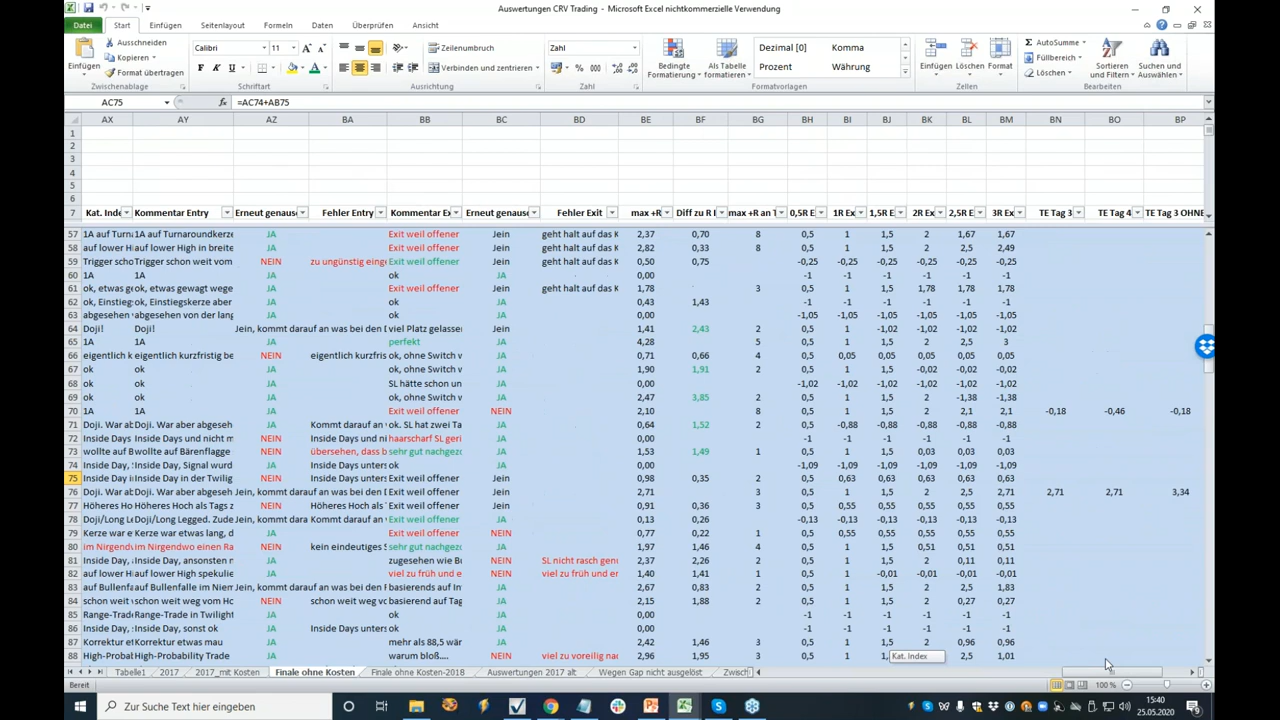 Auswertungen CRV Trading - Microsoft Excel nichtkommerzielle Verwendung
Datei Start Einfügen Seitenlayout Formeln Daten Überprüfen Ansicht
Einfügen Ausschneiden Kopieren Format übertragen Zwischenablage
Calibri 11 F K U Schriftart
Zeilenumbruch Verbinden und zentrieren Ausrichtung
Zahl % 000 Zahl
Bedingte Formatierung Als Tabelle formatieren Dezimal [0] Komma Prozent Währung Formatvorlagen
Einfügen Löschen Format Zellen
AutoSumme Füllbereich Löschen Sortieren und Filtern Suchen und Auswählen Bearbeiten
AC75 fx =AC74+AB75
AX AY AZ BA BB BC BD BE BF BG BH BI BJ BK BL BM BN BO BP
1
2
3
4
5
6
7 Kat. Inde Kommentar Entry Erneut genaus Fehler Entry Kommentar Ex Erneut genaus Fehler Exit max +R Diff zu R I max +R an T 0,5R E 1R Ex 1,5R E 2R Ex 2,5R E 3R Ex TE Tag 3 TE Tag 4 TE Tag 3 OHNE
57 1A auf Turn 1A auf Turnaroundkerze JA Exit weil offener Jein geht halt auf das K 2,37 0,70 8 0,5 1 1,5 2 1,67 1,67
58 auf lower H auf lower High in breite JA Exit weil offener Jein geht halt auf das K 2,82 0,33 8 0,5 1 1,5 2 2,5 2,49
59 Trigger scho Trigger schon weit vom NEIN zu ungünstig eing Exit weil offener Jein geht halt auf das K 0,50 0,75 -0,25 -0,25 -0,25 -0,25 -0,25 -0,25
60 1A 1A JA ok JA 0,00 -1 -1 -1 -1 -1 -1
61 ok, etwas g ok, etwas gewagt wege JA Exit weil offener Jein geht halt auf das K 1,78 3 0,5 1 1,5 1,78 1,78 1,78
62 ok, Einstieg ok, Einstiegskerze aber JA ok JA 0,43 1,43 -1 -1 -1 -1 -1 -1
63 abgesehen abgesehen von der lang JA ok JA 0,00 -1,05 -1,05 -1,05 -1,05 -1,05 -1,05
64 Doji! Doji! Jein, kommt darauf an was bei den viel Platz gelasse JA 1,41 2,43 2 0,5 1 -1,02 -1,02 -1,02 -1,02
65 1A 1A JA perfekt JA 4,28 5 0,5 1 1,5 2 2,5 3
66 eigentlich k eigentlich kurzfristig be NEIN eigentlich kurzfris ok, ohne Switch v JA 0,71 0,66 4 0,5 0,05 0,05 0,05 0,05 0,05
67 ok ok JA ok, ohne Switch v JA 1,90 1,91 2 0,5 1 1,5 -0,02 -0,02 -0,02
68 ok ok JA SL hätte schon un JA 0,00 -1,02 -1,02 -1,02 -1,02 -1,02 -1,02
69 ok ok JA ok, ohne Switch v JA 2,47 3,85 2 0,5 1 1,5 2 -1,38 -1,38
70 1A 1A JA Exit weil offener NEIN 2,10 8 0,5 1 1,5 2 2,1 2,1 -0,18 -0,46 -0,18
71 Doji. War ab Doji. War aber abgeseh JA Kommt darauf an ok. SL hat zwei Ta JA 0,64 1,52 2 0,5 -0,88 -0,88 -0,88 -0,88 -0,88
72 Inside Days Inside Days und nicht m NEIN Inside Days und ni haarscharf SL geri JA 0,00 -1 -1 -1 -1 -1 -1
73 wollte auf B wollte auf Bärenflagge NEIN übersehen, dass b sehr gut nachgezo JA 1,53 1,49 1 0,5 1 1,5 0,03 0,03 0,03
74 Inside Day, Inside Day, Signal wurd JA Inside Days unters ok JA 0,00 -1,09 -1,09 -1,09 -1,09 -1,09 -1,09
75 Inside Day i Inside Day in der Twilig NEIN Inside Days unters Exit weil offener Jein 0,98 0,35 2 0,5 0,63 0,63 0,63 0,63 0,63
76 Doji. War ab Doji. War aber abgeseh Jein, kommt darauf an was bei den Exit weil offener Jein 2,71 3 0,5 1 1,5 2 2,5 2,71 2,71 2,71 3,34
77 Höheres Ho Höheres Hoch als Tags z NEIN Höheres Hoch als Exit weil offener Jein 0,91 0,36 3 0,5 0,55 0,55 0,55 0,55 0,55
78 Doji/Long L Doji/Long Legged. Zude Jein, kommt dara Kommt darauf an Exit weil offener JA 0,13 0,26 -0,13 -0,13 -0,13 -0,13 -0,13 -0,13
79 Kerze war e Kerze war etwas lang, d JA Exit weil offener NEIN 0,77 0,22 1 0,5 0,55 0,55 0,55 0,55 0,55
80 im Nirgend im Nirgendwo einen Ra NEIN kein eindeutiges S sehr gut nachgezo JA 1,97 1,46 4 0,5 1 1,5 0,51 0,51 0,51
81 Inside Day, Inside Day, ansonsten n JA zugesehen wie Bu NEIN SL nicht rasch gen 2,37 2,26 1 0,5 1 1,5 2 0,11 0,11
82 auf lower H auf lower High spekulie JA viel zu früh und e NEIN viel zu früh und er 1,40 1,41 1 0,5 1 -0,01 -0,01 -0,01 -0,01
83 auf Bullenf auf Bullenfalle im Niem Jein, kommt darauf an was bei den basierends auf In JA 2,67 0,83 2 0,5 1 1,5 2 2,5 1,83
84 schon weit schon weit weg vom Ho NEIN schon weit weg vo basierend auf Tag JA 2,15 1,88 2 0,5 1 1,5 2 0,27 0,27
85 Range-Trad Range-Trade in Twilight JA ok JA 0,00 -1 -1 -1 -1 -1 -1
86 Inside Day, Inside Day, sonst ok JA Inside Days unters ok JA 0,00 -1 -1 -1 -1 -1 -1
87 Korrektur et Korrektur etwas mau JA mehr als 88,5 wär JA 2,42 1,46 3 0,5 1 1,5 2 0,96 0,96
88 High-Probal High-Probability Trade JA warum bloß.... NEIN viel zu voreilig nac 2,96 1,95 3 0,5 1 1, 2,5 1,01
Kat. Index
Tabelle1 2017 2017_mit Kosten Finale ohne Kosten Finale ohne Kosten-2018 Auswertungen 2017 alt Wegen Gap nicht ausgelöst Zwisch
Bereit 100 %
Zur Suche Text hier eingeben 15:40
25.05.2020